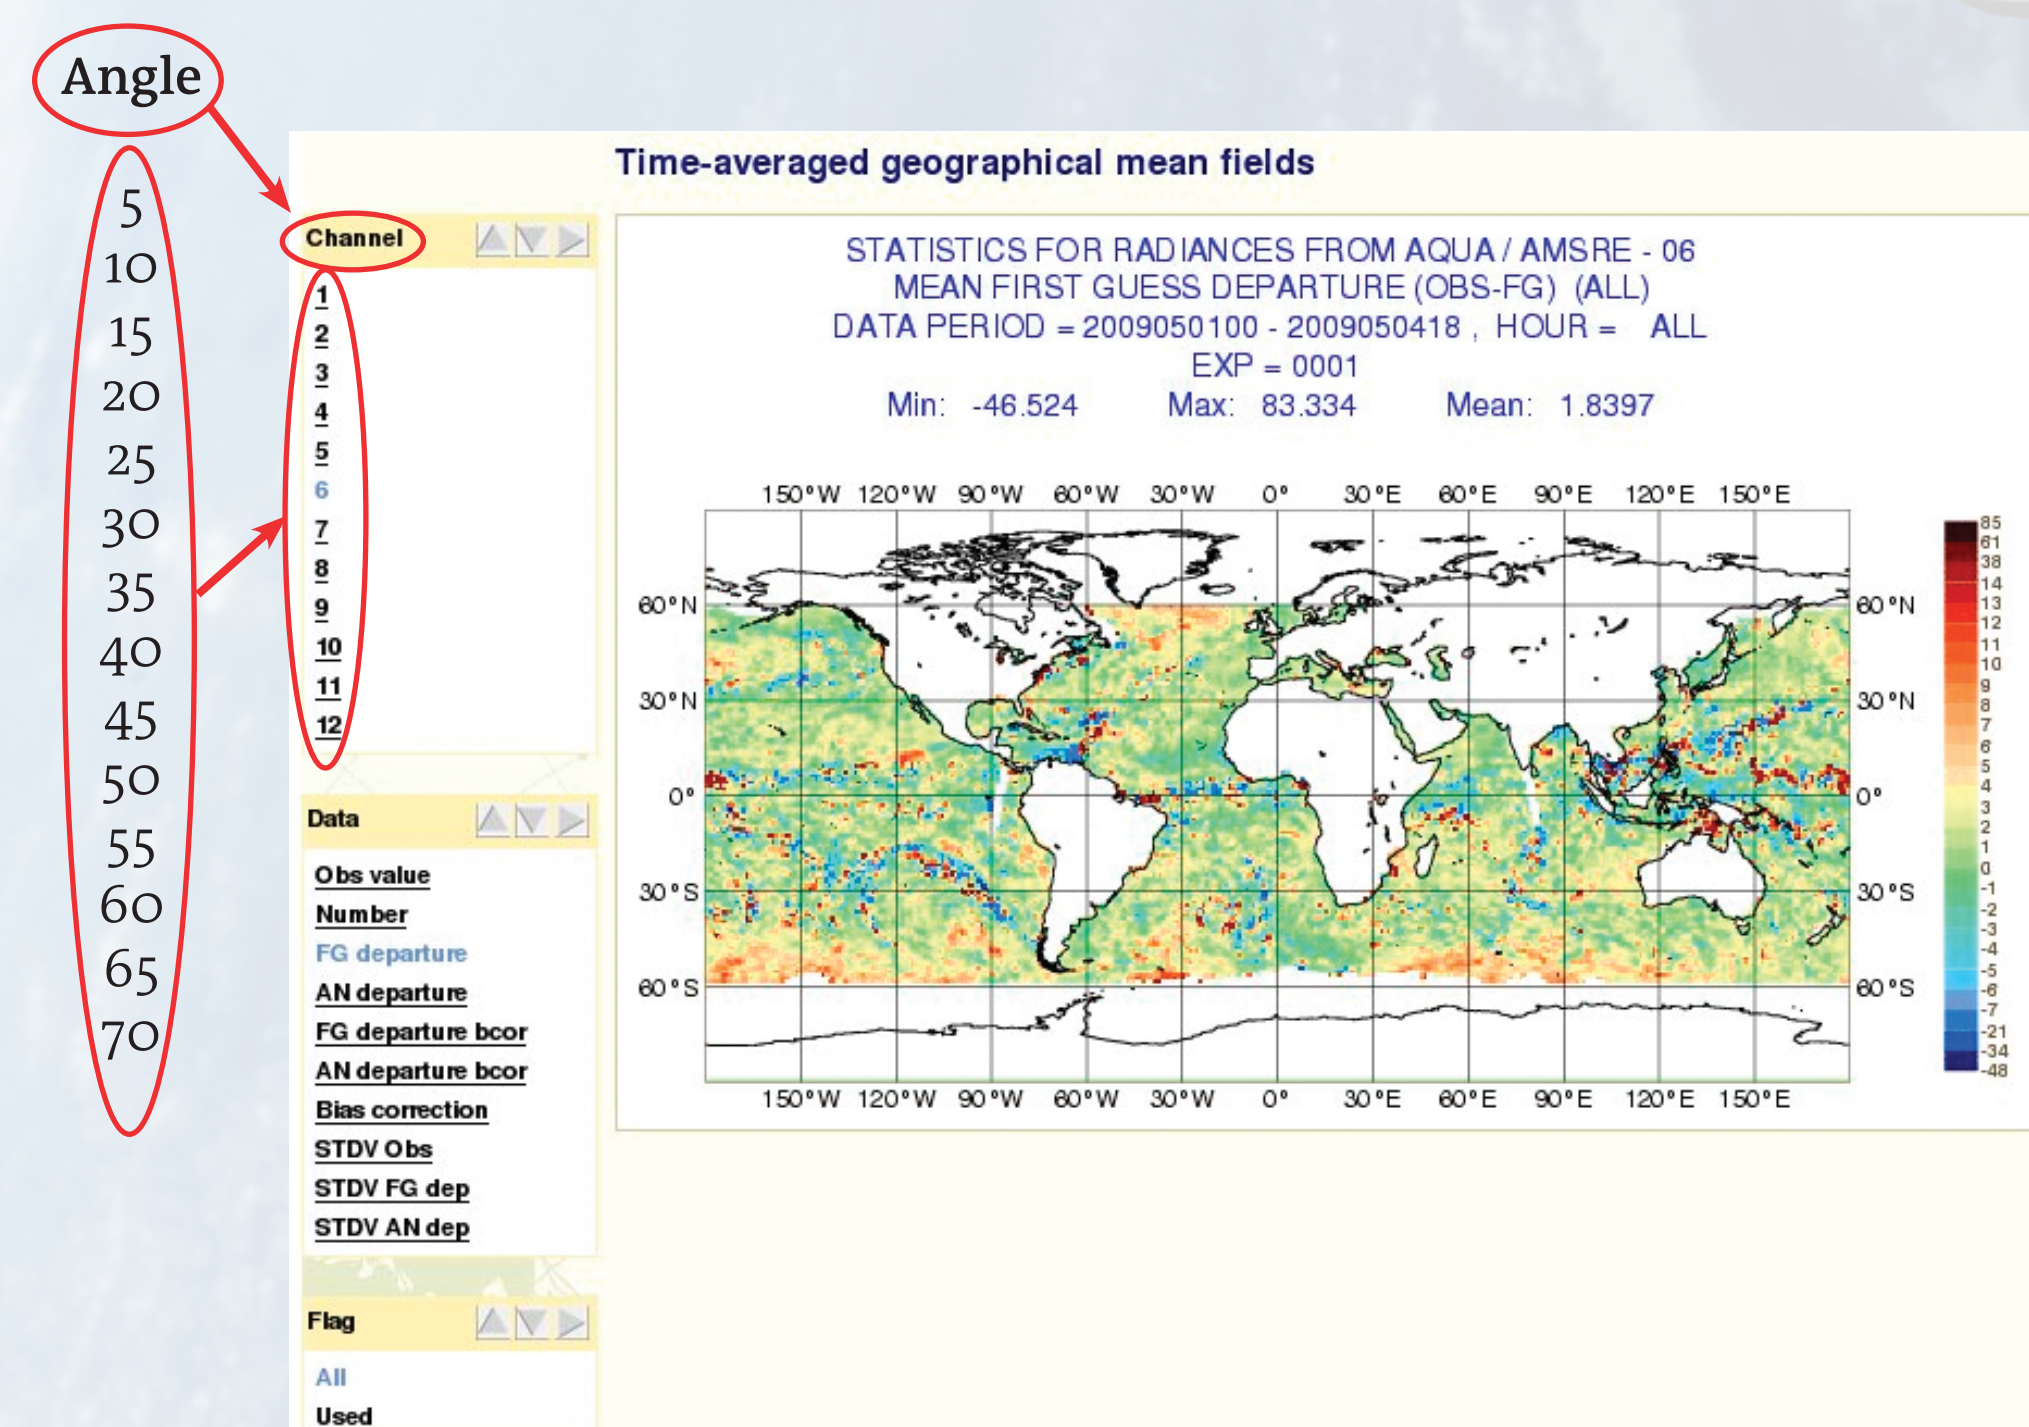 Angle
5
10
15
20
25
30
35
40
45
50
55
60
65
70
Time-averaged geographical mean fields
Channel
1
2
3
4
5
6
7
8
9
10
11
12
Data
Obs value
Number
FG departure
AN departure
FG departure bcor
AN departure bcor
Bias correction
STDV Obs
STDV FG dep
STDV AN dep
Flag
All
Used
STATISTICS FOR RADIANCES FROM AQUA / AMSRE - 06
MEAN FIRST GUESS DEPARTURE (OBS-FG) (ALL)
DATA PERIOD = 2009050100 - 2009050418 , HOUR = ALL
EXP = 0001
Min: -46.524 Max: 83.334 Mean: 1.8397
150°W 120°W 90°W 60°W 30°W 0° 30°E 60°E 90°E 120°E 150°E
60°N 60°N
30°N 30°N
0° 0°
30°S 30°S
60°S 60°S
150°W 120°W 90°W 60°W 30°W 0° 30°E 60°E 90°E 120°E 150°E
85
61
38
14
13
12
11
10
9
8
7
6
5
4
3
2
1
0
-1
-2
-3
-4
-5
-6
-7
-21
-34
-48